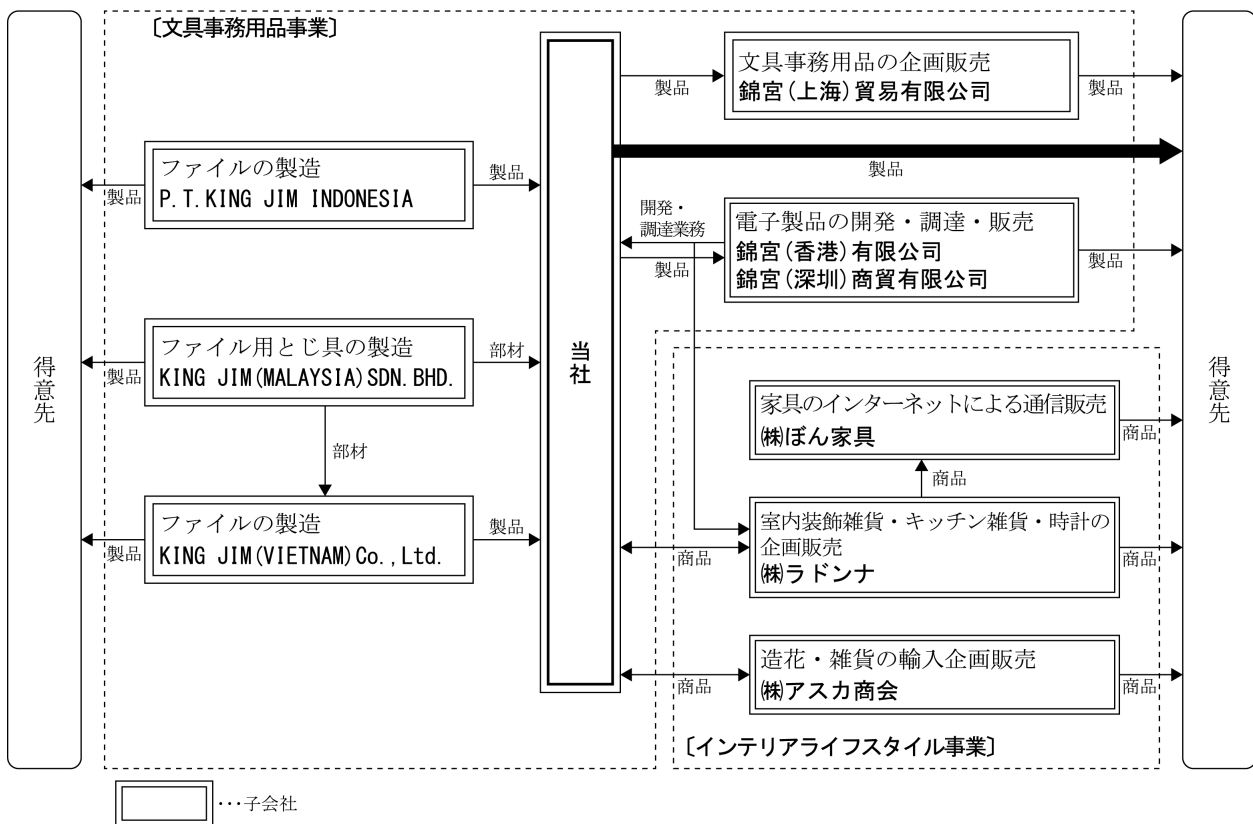 〔文具事務用品事業〕
文具事務用品の企画販売
錦宮(上海)貿易有限公司
製品
製品
製品
ファイルの製造
P.T.KING JIM INDONESIA
製品
製品
開発・
調達業務
製品
電子製品の開発・調達・販売
錦宮(香港)有限公司
錦宮(深圳)商貿有限公司
製品
得意先
ファイル用とじ具の製造
KING JIM(MALAYSIA)SDN.BHD.
製品
部材
部材
当社
得意先
家具のインターネットによる通信販売
㈱ぼん家具
商品
商品
ファイルの製造
KING JIM(VIETNAM)Co.,Ltd.
製品
製品
室内装飾雑貨・キッチン雑貨・時計の
企画販売
㈱ラドンナ
商品
商品
造花・雑貨の輸入企画販売
㈱アスカ商会
商品
商品
〔インテリアライフスタイル事業〕
・・・子会社